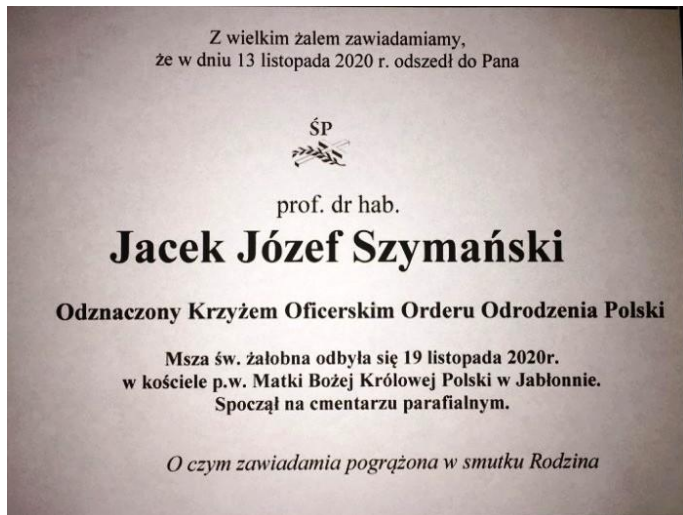 Z wielkim żalem zawiadamiamy,
że w dniu 13 listopada 2020 r. odszedł do Pana
ŚP
prof. dr hab.
Jacek Józef Szymański
Odznaczony Krzyżem Oficerskim Orderu Odrodzenia Polski
Msza św. żałobna odbyła się 19 listopada 2020r.
w kościele p.w. Matki Bożej Królowej Polski w Jabłonnie.
Spoczął na cmentarzu parafialnym.
O czym zawiadamia pogrążona w smutku Rodzina